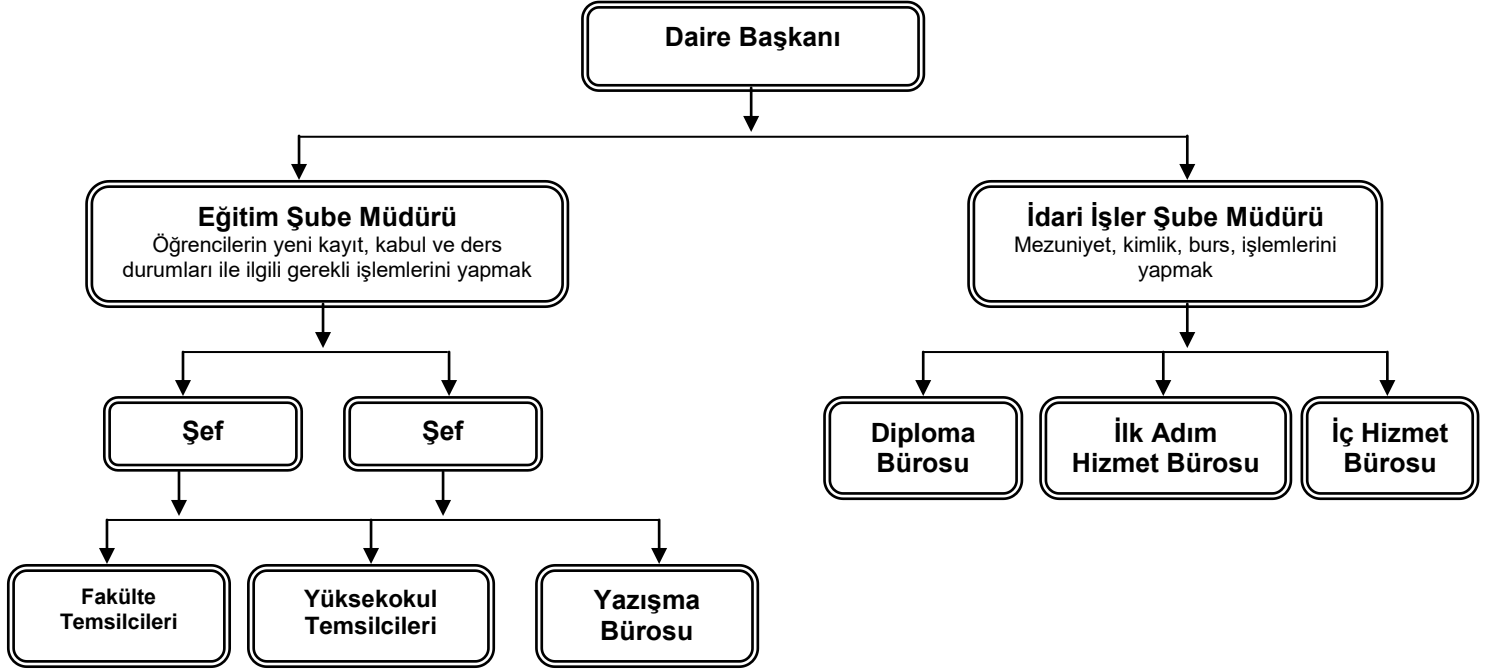 Daire Başkanı
Eğitim Şube Müdürü
Öğrencilerin yeni kayıt, kabul ve ders
durumları ile ilgili gerekli işlemlerini yapmak
İdari İşler Şube Müdürü
Mezuniyet, kimlik, burs, işlemlerini
yapmak
Şef
Şef
Diploma
Bürosu
İlk Adım
Hizmet Bürosu
İç Hizmet
Bürosu
Fakülte
Temsilcileri
Yüksekokul
Temsilcileri
Yazışma
Bürosu